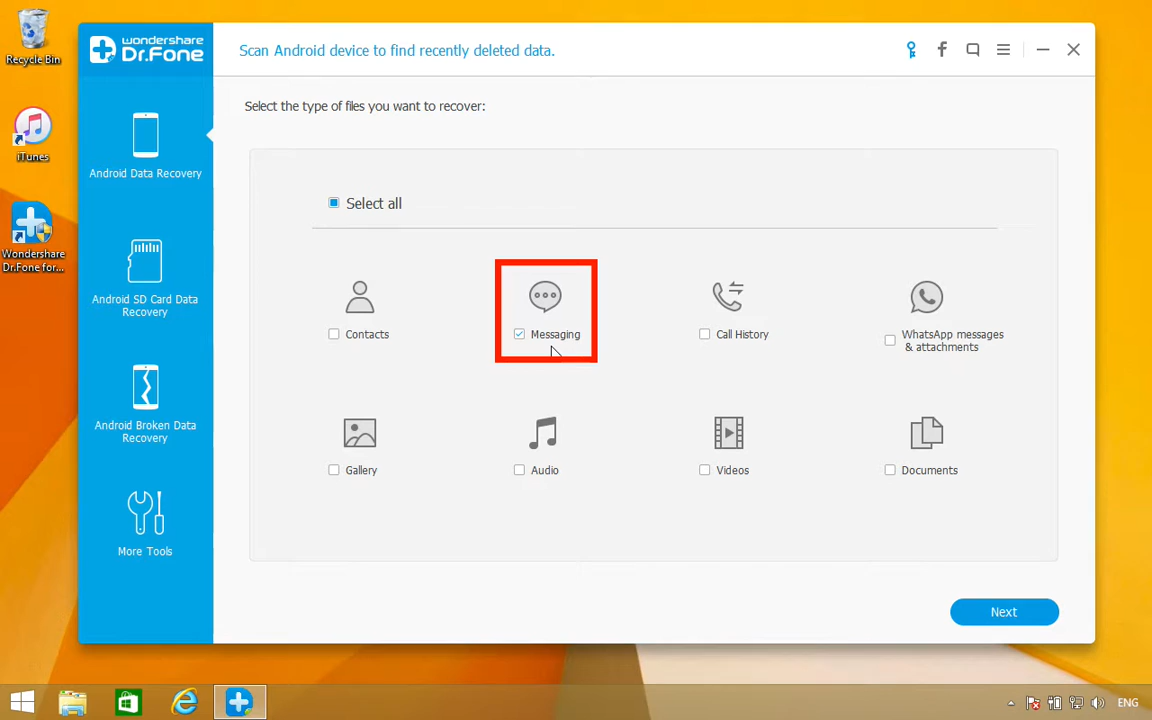 Recycle Bin
iTunes
Wondershare
Dr.Fone for...
wondershare
Dr.Fone
Scan Android device to find recently deleted data.
Android Data Recovery
Android SD Card Data
Recovery
Android Broken Data
Recovery
More Tools
Select the type of files you want to recover:
Select all
Contacts
Messaging
Call History
WhatsApp messages
& attachments
Gallery
Audio
Videos
Documents
Next
ENG